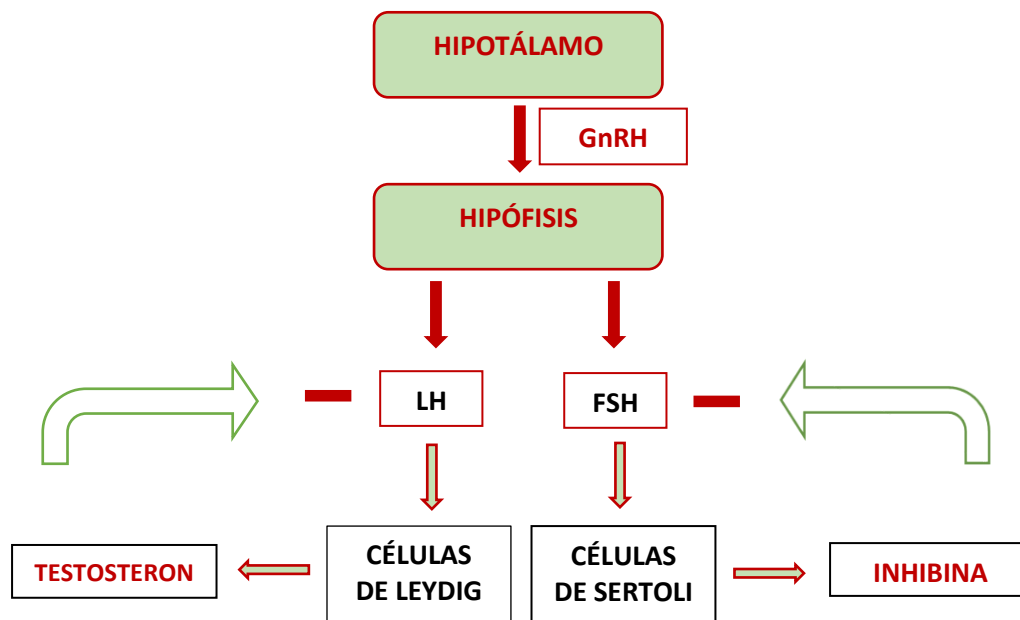 HIPOTÁLAMO
GnRH
HIPÓFISIS
LH
FSH
CÉLULAS
DE LEYDIG
CÉLULAS
DE SERTOLI
TESTOSTERON
INHIBINA